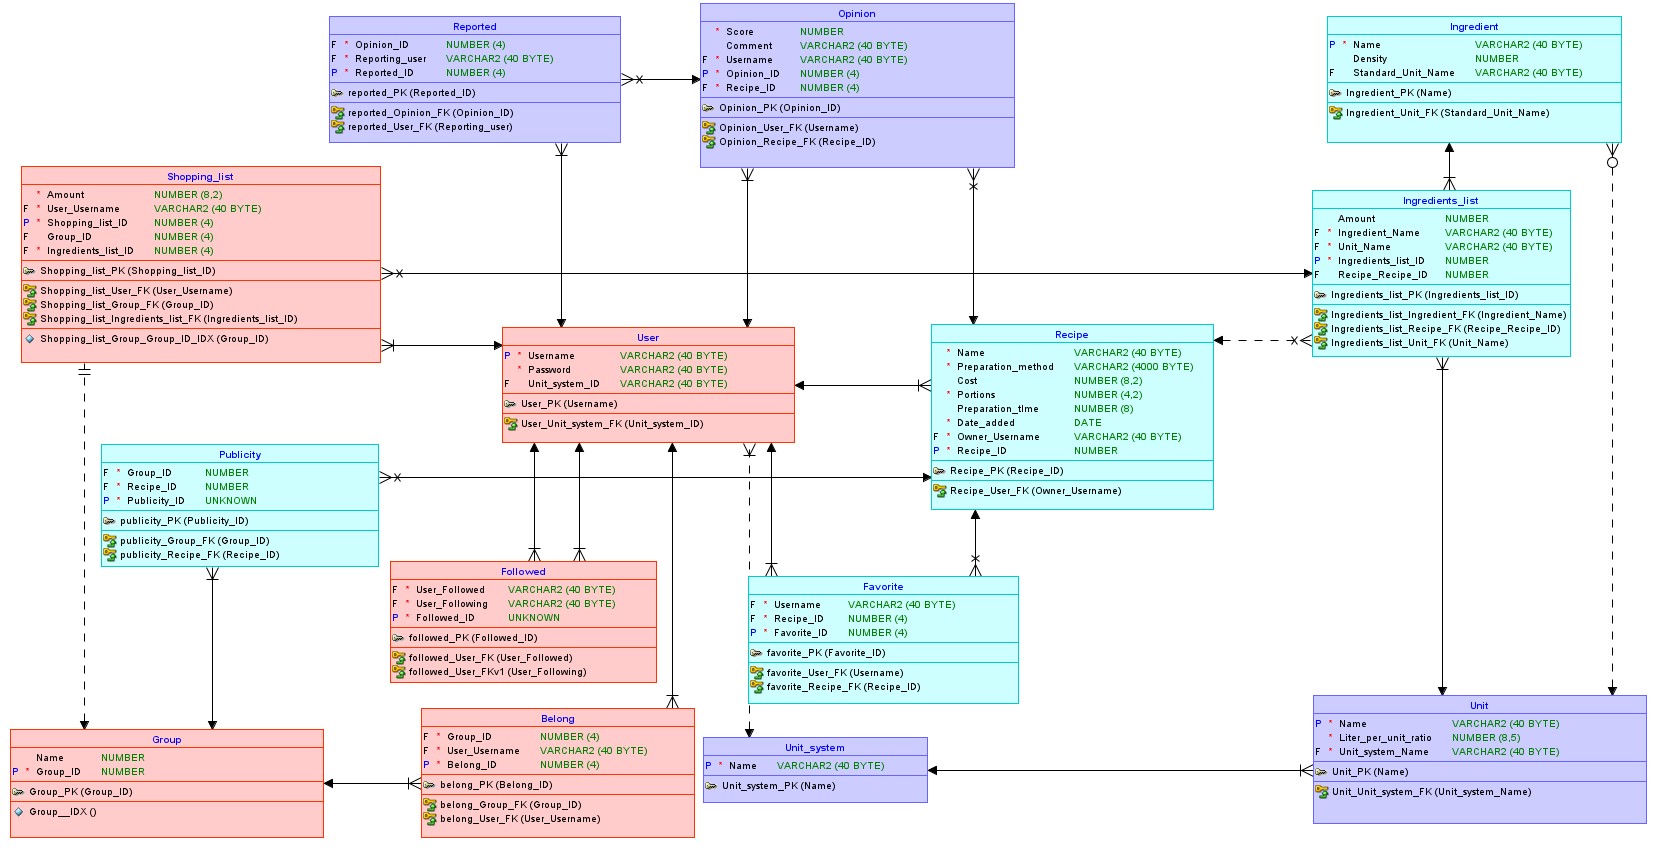 Reported
F * Opinion_ID NUMBER (4)
F * Reporting_user VARCHAR2 (40 BYTE)
P * Reported_ID NUMBER (4)
reported_PK (Reported_ID)
reported_Opinion_FK (Opinion_ID)
reported_User_FK (Reporting_user)
Opinion
* Score NUMBER
Comment VARCHAR2 (40 BYTE)
F * Username VARCHAR2 (40 BYTE)
P * Opinion_ID NUMBER (4)
F * Recipe_ID NUMBER (4)
Opinion_PK (Opinion_ID)
Opinion_User_FK (Username)
Opinion_Recipe_FK (Recipe_ID)
Ingredient
P * Name VARCHAR2 (40 BYTE)
Density NUMBER
F Standard_Unit_Name VARCHAR2 (40 BYTE)
Ingredient_PK (Name)
Ingredient_Unit_FK (Standard_Unit_Name)
Shopping_list
* Amount NUMBER (8,2)
F * User_Username VARCHAR2 (40 BYTE)
P * Shopping_list_ID NUMBER (4)
F Group_ID NUMBER (4)
F * Ingredients_list_ID NUMBER (4)
Shopping_list_PK (Shopping_list_ID)
Shopping_list_User_FK (User_Username)
Shopping_list_Group_FK (Group_ID)
Shopping_list_Ingredients_list_FK (Ingredients_list_ID)
Shopping_list_Group_Group_ID_IDX (Group_ID)
Ingredients_list
Amount NUMBER
F * Ingredient_Name VARCHAR2 (40 BYTE)
F * Unit_Name VARCHAR2 (40 BYTE)
P * Ingredients_list_ID NUMBER
F Recipe_Recipe_ID NUMBER
Ingredients_list_PK (Ingredients_list_ID)
Ingredients_list_Ingredient_FK (Ingredient_Name)
Ingredients_list_Recipe_FK (Recipe_Recipe_ID)
Ingredients_list_Unit_FK (Unit_Name)
User
P * Username VARCHAR2 (40 BYTE)
* Password VARCHAR2 (40 BYTE)
F Unit_system_ID VARCHAR2 (40 BYTE)
User_PK (Username)
User_Unit_system_FK (Unit_system_ID)
Recipe
* Name VARCHAR2 (40 BYTE)
* Preparation_method VARCHAR2 (4000 BYTE)
Cost NUMBER (8,2)
* Portions NUMBER (4,2)
Preparation_time NUMBER (8)
* Date_added DATE
F * Owner_Username VARCHAR2 (40 BYTE)
P * Recipe_ID NUMBER
Recipe_PK (Recipe_ID)
Recipe_User_FK (Owner_Username)
Publicity
F * Group_ID NUMBER
F * Recipe_ID NUMBER
P * Publicity_ID UNKNOWN
publicity_PK (Publicity_ID)
publicity_Group_FK (Group_ID)
publicity_Recipe_FK (Recipe_ID)
Followed
F * User_Followed VARCHAR2 (40 BYTE)
F * User_Following VARCHAR2 (40 BYTE)
P * Followed_ID UNKNOWN
followed_PK (Followed_ID)
followed_User_FK (User_Followed)
followed_User_FKv1 (User_Following)
Favorite
F * Username VARCHAR2 (40 BYTE)
F * Recipe_ID NUMBER (4)
P * Favorite_ID NUMBER (4)
favorite_PK (Favorite_ID)
favorite_User_FK (Username)
favorite_Recipe_FK (Recipe_ID)
Group
Name NUMBER
P * Group_ID NUMBER
Group_PK (Group_ID)
Group__IDX ()
Belong
F * Group_ID NUMBER (4)
F * User_Username VARCHAR2 (40 BYTE)
P * Belong_ID NUMBER (4)
belong_PK (Belong_ID)
belong_Group_FK (Group_ID)
belong_User_FK (User_Username)
Unit_system
P * Name VARCHAR2 (40 BYTE)
Unit_system_PK (Name)
Unit
P * Name VARCHAR2 (40 BYTE)
* Liter_per_unit_ratio NUMBER (8,5)
F * Unit_system_Name VARCHAR2 (40 BYTE)
Unit_PK (Name)
Unit_Unit_system_FK (Unit_system_Name)